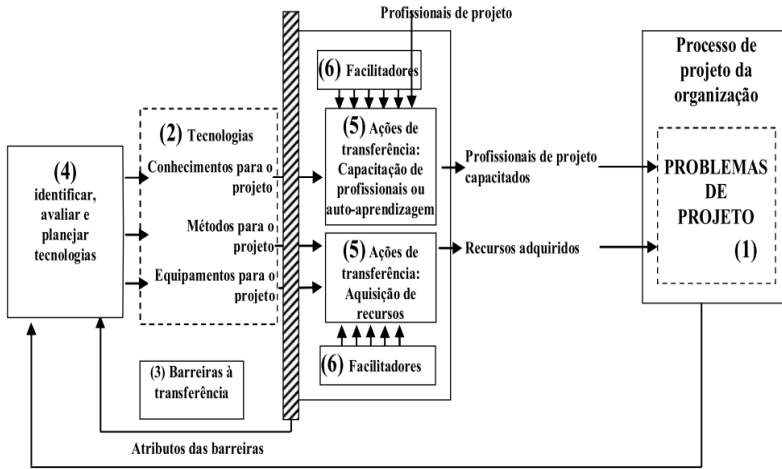 Profissionais de projeto
(6) Facilitadores
Processo de
projeto da
organização
(2) Tecnologias
Conhecimentos para o
projeto
Métodos para o
projeto
Equipamentos para o
projeto
(4)
identificar,
avaliar e
planejar
tecnologias
(5) Ações de
transferência:
Capacitação de
profissionais ou
auto-aprendizagem
Profissionais de projeto
capacitados
PROBLEMAS
DE
PROJETO
(1)
(5) Ações de
transferência:
Aquisição de
recursos
Recursos adquiridos
(6) Facilitadores
(3) Barreiras à
transferência
Atributos das barreiras